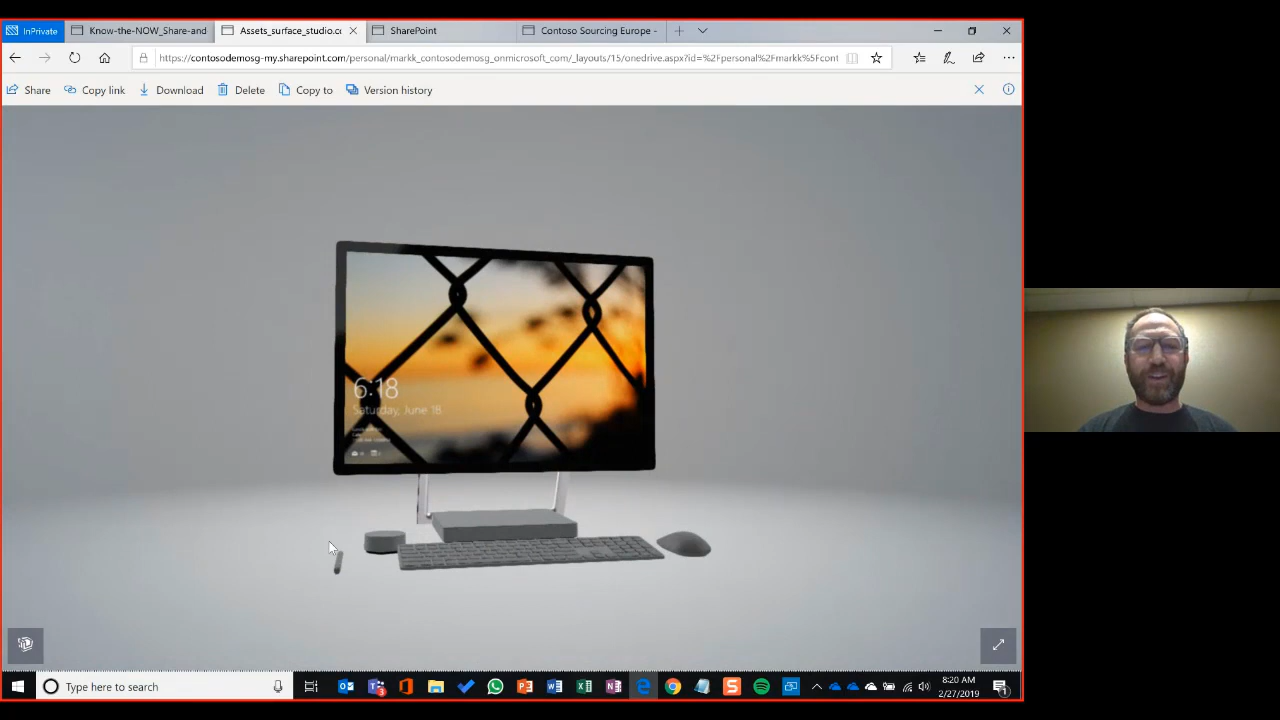 InPrivate
Know-the-NOW_Share-and
Assets_surface_studio.co
SharePoint
Contoso Sourcing Europe -
https://contosodemosg-my.sharepoint.com/personal/markk_contosodemosg_onmicrosoft_com/_layouts/15/onedrive.aspx?id=%2Fpersonal%2Fmarkk%5Fcont
Share
Copy link
Download
Delete
Copy to
Version history
6:18
Saturday, June 18
Type here to search
8:20 AM
2/27/2019